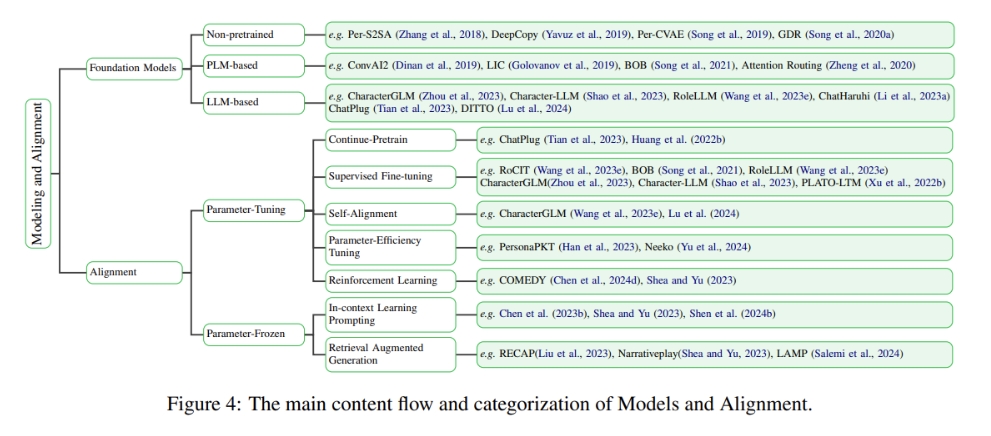 Modeling and Alignment
Foundation Models
Non-pretrained
e.g. Per-S2SA (Zhang et al., 2018), DeepCopy (Yavuz et al., 2019), Per-CVAE (Song et al., 2019), GDR (Song et al., 2020a)
PLM-based
e.g. ConvAI2 (Dinan et al., 2019), LIC (Golovanov et al., 2019), BOB (Song et al., 2021), Attention Routing (Zheng et al., 2020)
LLM-based
e.g. CharacterGLM (Zhou et al., 2023), Character-LLM (Shao et al., 2023), RoleLLM (Wang et al., 2023e), ChatHaruhi (Li et al., 2023a)
ChatPlug (Tian et al., 2023), DITTO (Lu et al., 2024)
Alignment
Parameter-Tuning
Continue-Pretrain
e.g. ChatPlug (Tian et al., 2023), Huang et al. (2022b)
Supervised Fine-tuning
e.g. RoCIT (Wang et al., 2023e), BOB (Song et al., 2021), RoleLLM (Wang et al., 2023e)
CharacterGLM(Zhou et al., 2023), Character-LLM (Shao et al., 2023), PLATO-LTM (Xu et al., 2022b)
Self-Alignment
e.g. CharacterGLM (Wang et al., 2023e), Lu et al. (2024)
Parameter-Efficiency
Tuning
e.g. PersonaPKT (Han et al., 2023), Neeko (Yu et al., 2024)
Reinforcement Learning
e.g. COMEDY (Chen et al., 2024d), Shea and Yu (2023)
Parameter-Frozen
In-context Learning
Prompting
e.g. Chen et al. (2023b), Shea and Yu (2023), Shen et al. (2024b)
Retrieval Augmented
Generation
e.g. RECAP(Liu et al., 2023), Narrativeplay(Shea and Yu, 2023), LAMP (Salemi et al., 2024)
Figure 4: The main content flow and categorization of Models and Alignment.